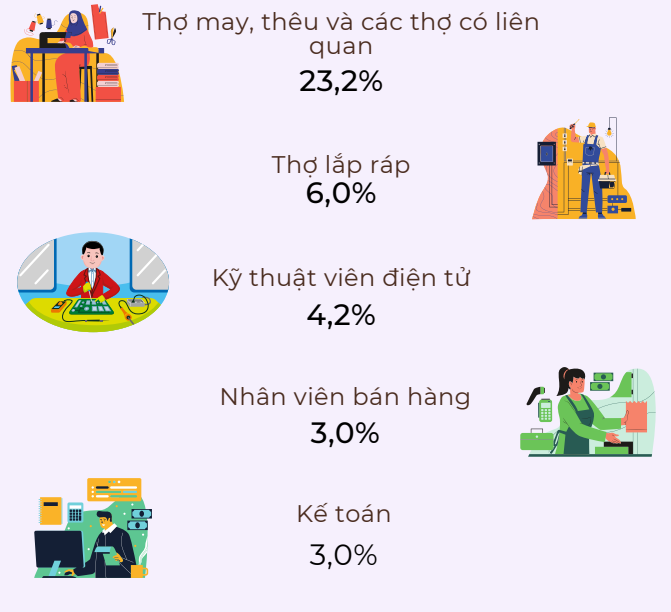 Thợ may, thêu và các thợ có liên
quan
23,2%
Thợ lắp ráp
6,0%
Kỹ thuật viên điện tử
4,2%
Nhân viên bán hàng
3,0%
Kế toán
3,0%